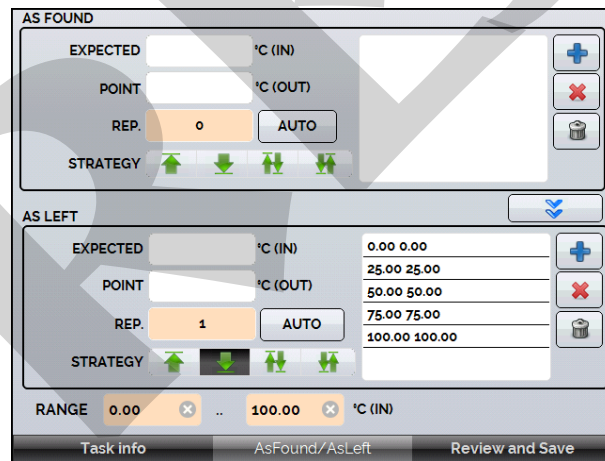 AS FOUND
EXPECTED °C (IN)
POINT °C (OUT)
REP. 0 AUTO
STRATEGY
AS LEFT
EXPECTED °C (IN)
POINT °C (OUT)
REP. 1 AUTO
STRATEGY
0.00 0.00
25.00 25.00
50.00 50.00
75.00 75.00
100.00 100.00
RANGE 0.00 .. 100.00 °C (IN)
Task info AsFound/AsLeft Review and Save